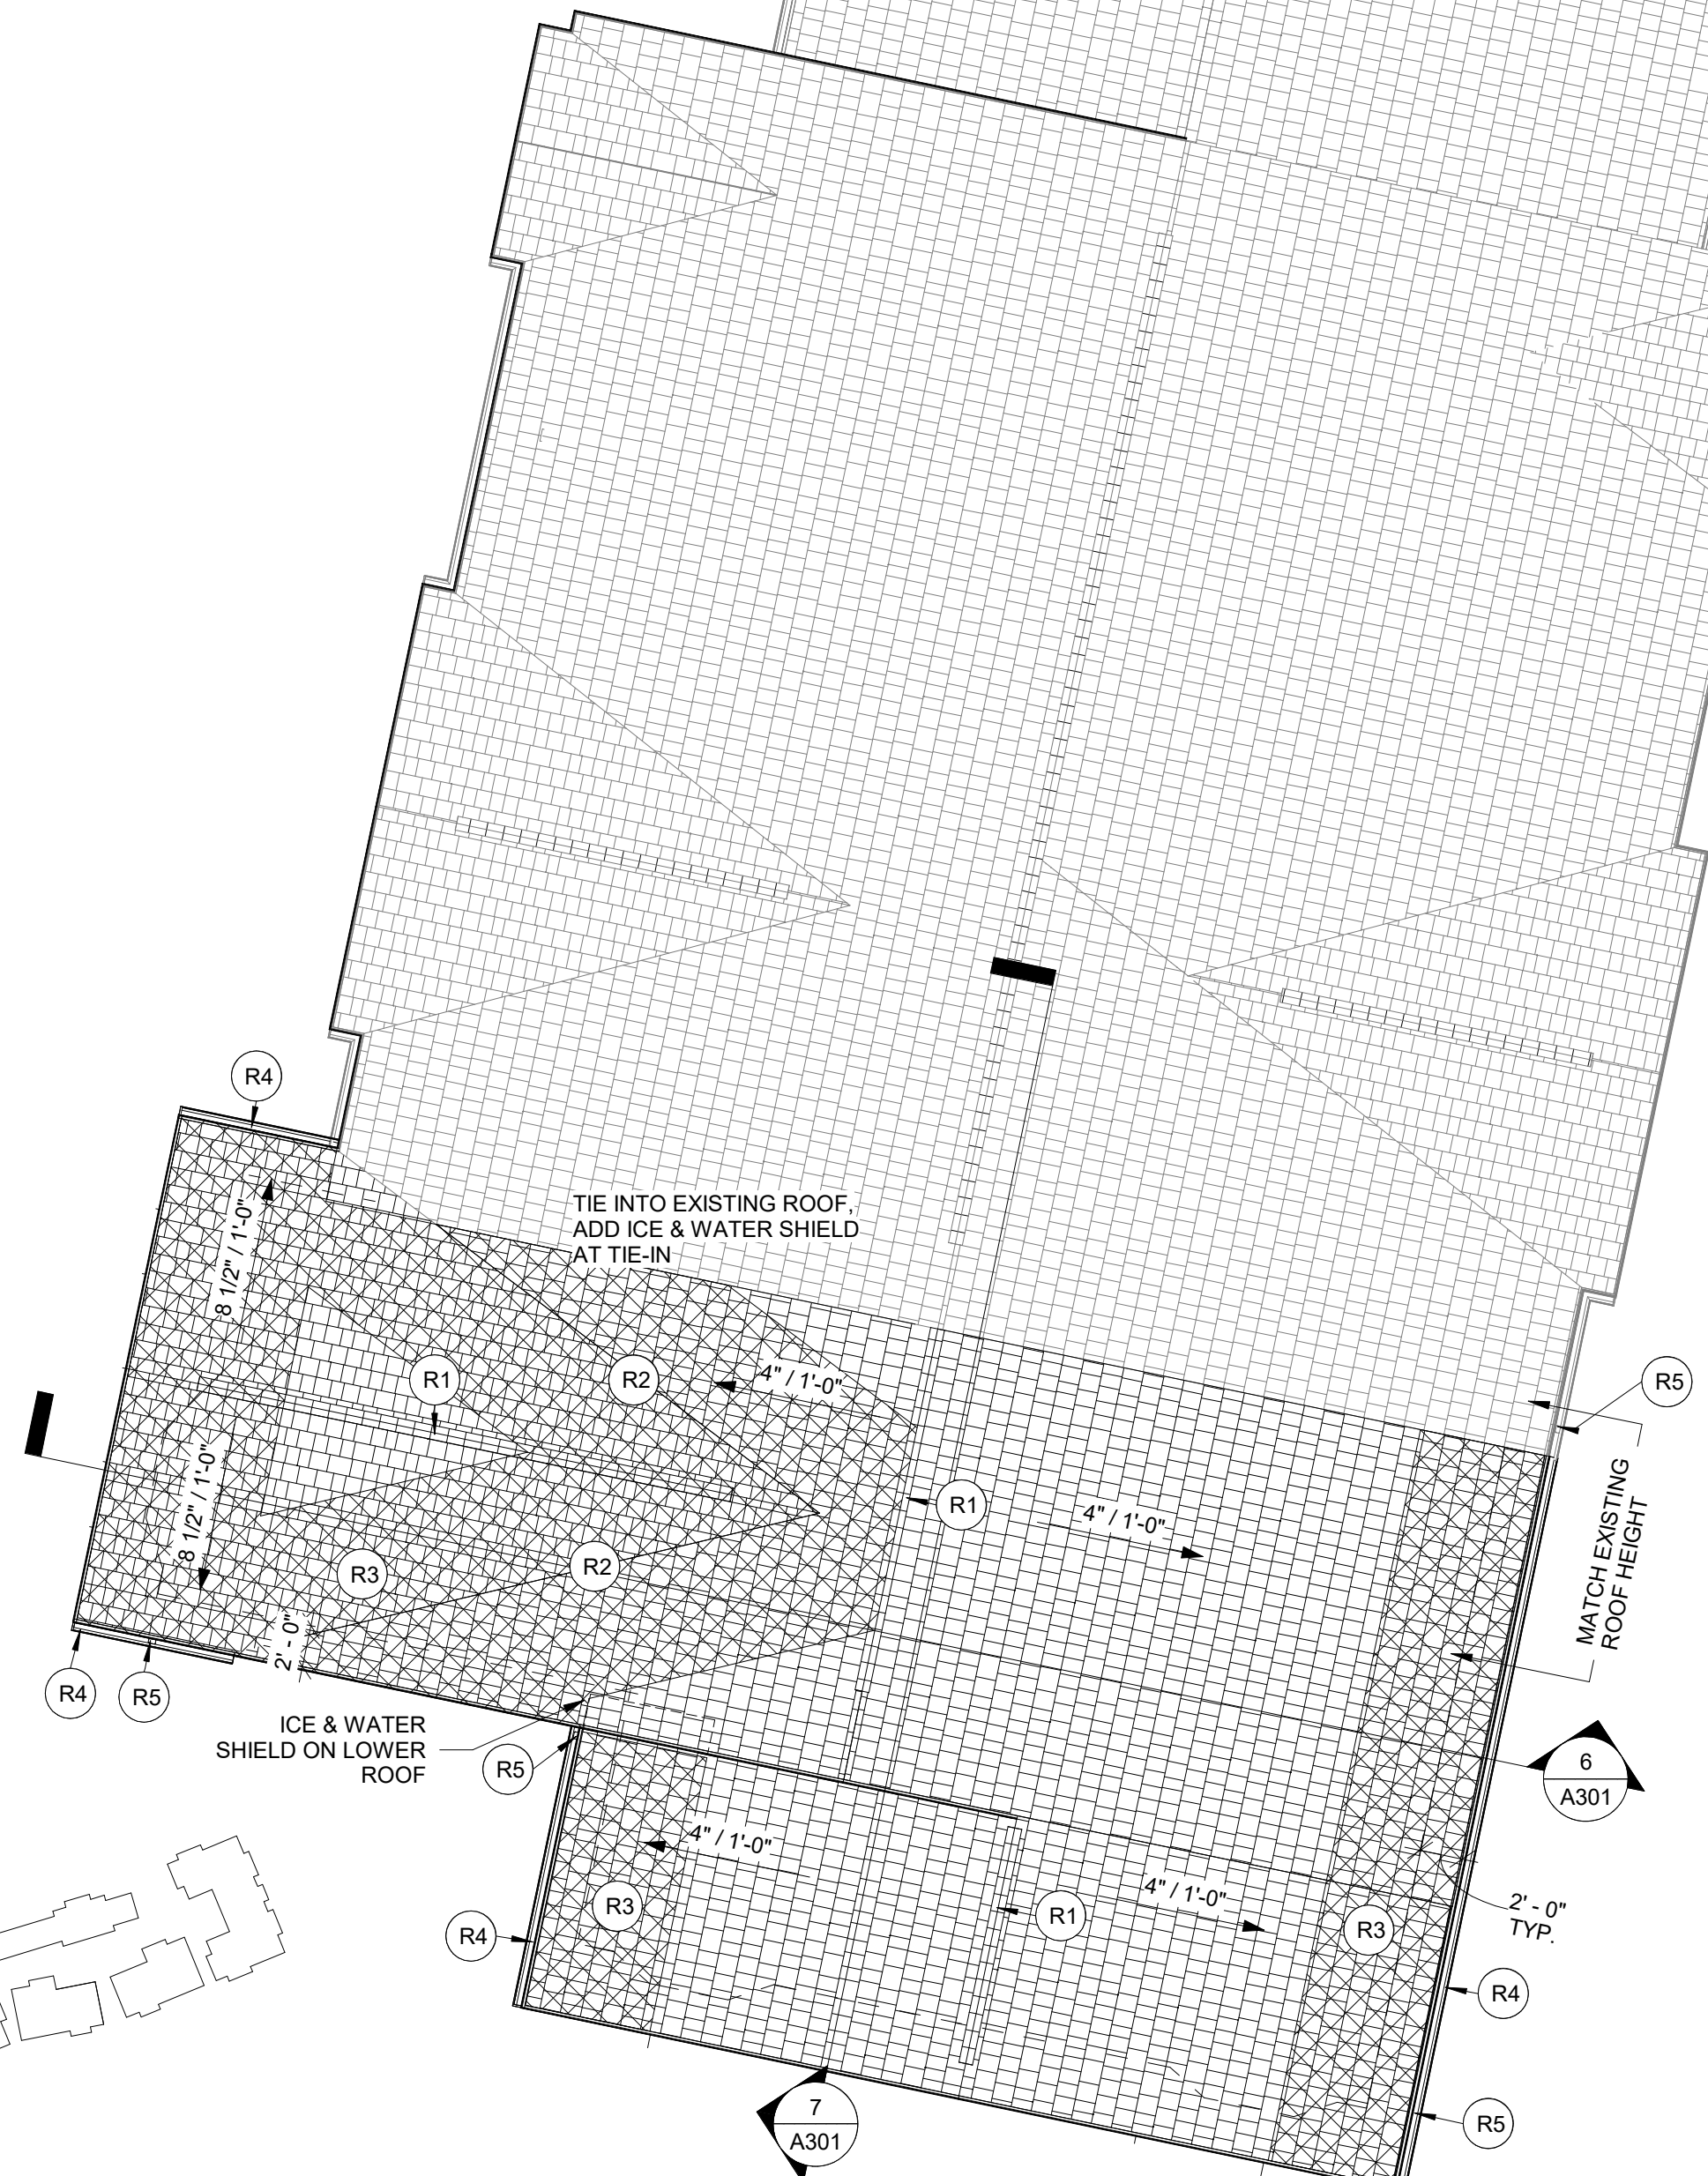 R4
TIE INTO EXISTING ROOF,
ADD ICE & WATER SHIELD
AT TIE-IN
8 1/2" / 1'-0"
R1
R2
4" / 1'-0"
R5
MATCH EXISTING
ROOF HEIGHT
R1
4" / 1'-0"
8 1/2" / 1'-0"
R3
R2
2' - 0"
R4
R5
ICE & WATER
SHIELD ON LOWER
ROOF
R5
6
A301
4" / 1'-0"
4" / 1'-0"
R3
R1
R3
2' - 0"
TYP.
R4
R4
7
A301
R5